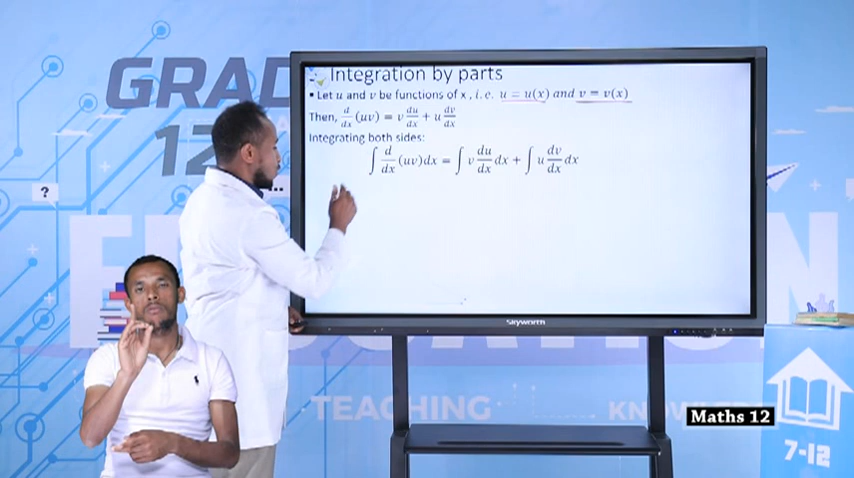 GRAD
12
Integration by parts
• Let u and v be functions of x, i.e. u = u(x) and v = v(x)
Then, d/dx (uv) = v du/dx + u dv/dx
Integrating both sides:
∫ d/dx (uv)dx = ∫ v du/dx dx + ∫ u dv/dx dx
?
skyworth
TEACHING
Maths 12
7-12